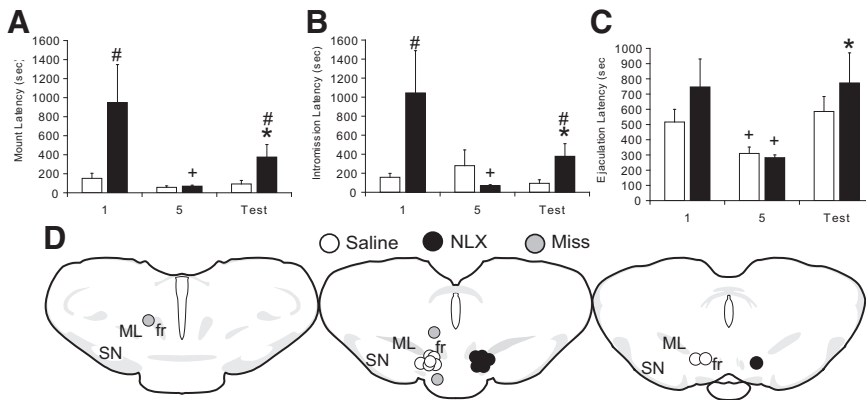 A
Mount Latency (sec;
1600
1400
1200
1000
800
600
400
200
0
#
+
#
*
1 5 Test
B
Intromission Latency (sec)
1600
1400
1200
1000
800
600
400
200
0
#
+
#
*
1 5 Test
C
Ejaculation Latency (sec
1000
900
800
700
600
500
400
300
200
100
0
+ +
*
1 5 Test
D
Saline NLX Miss
ML fr
SN
ML fr
SN
ML fr
SN